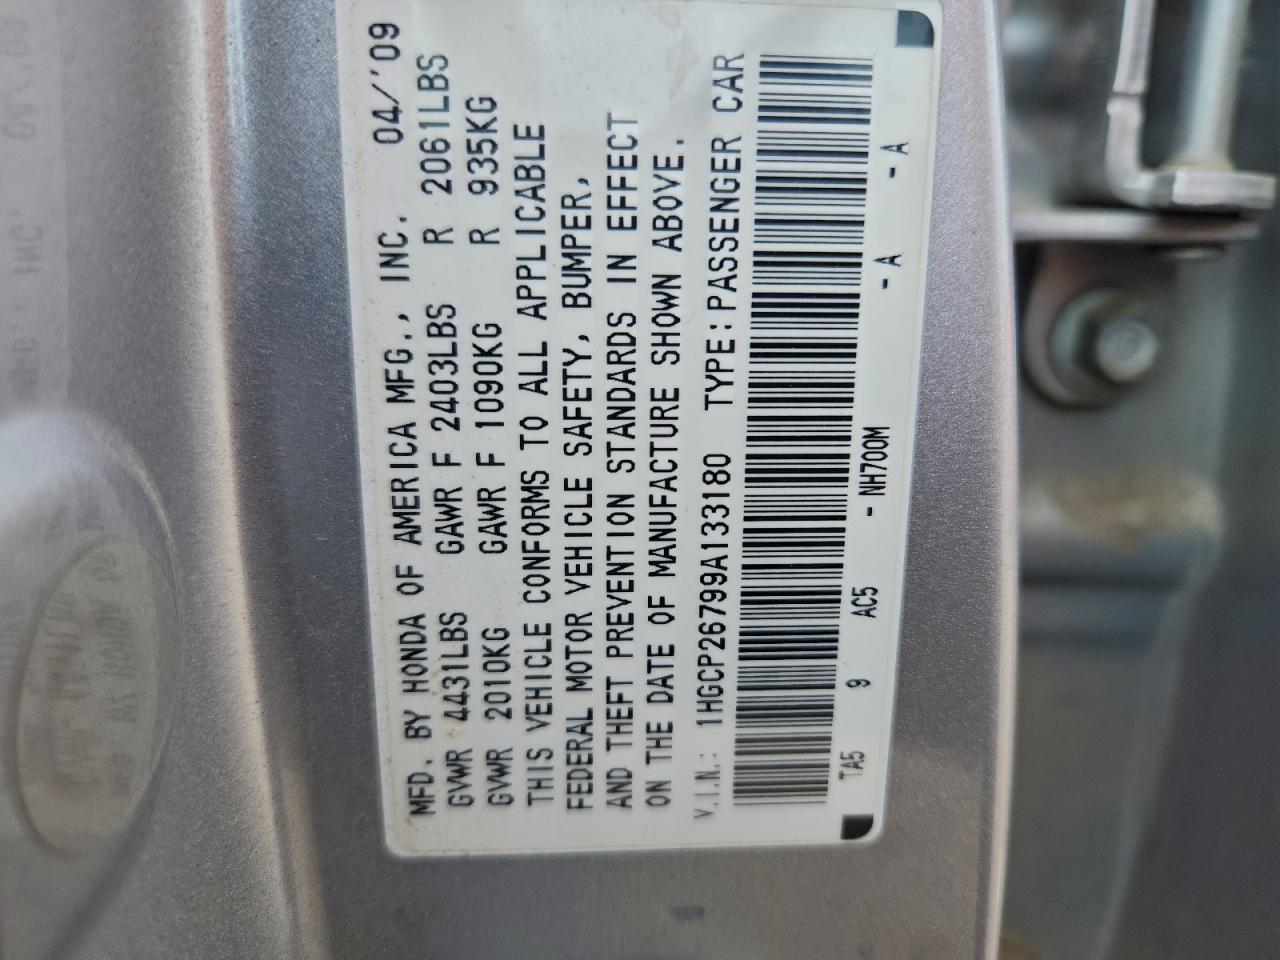 MFD. BY HONDA OF AMERICA MFG., INC. 04/'09
GVWR 4431LBS GAWR F 2403LBS R 2061LBS
GVWR 2010KG GAWR F 1090KG R 935KG
THIS VEHICLE CONFORMS TO ALL APPLICABLE
FEDERAL MOTOR VEHICLE SAFETY, BUMPER,
AND THEFT PREVENTION STANDARDS IN EFFECT
ON THE DATE OF MANUFACTURE SHOWN ABOVE.
V.I.N.: 1HGCP26799A133180 TYPE: PASSENGER CAR
TA5 9 AC5 - NH700M - A - A